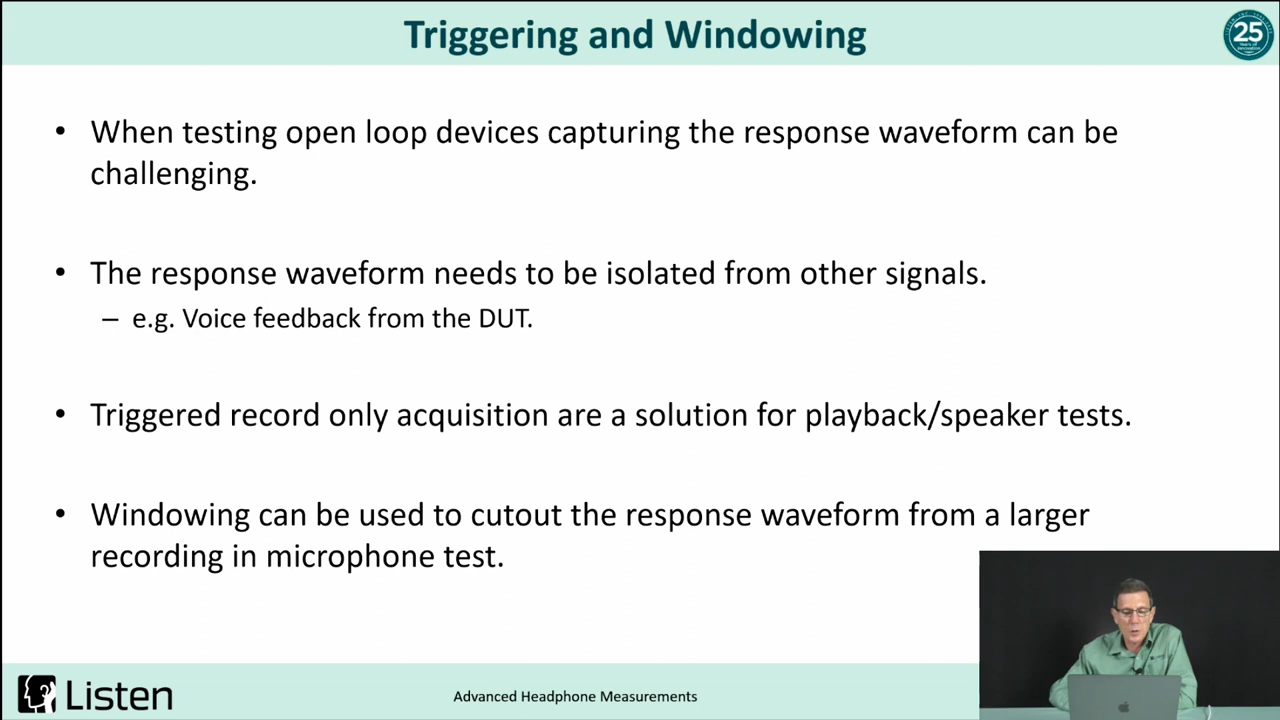 Triggering and Windowing
25
Years of
• When testing open loop devices capturing the response waveform can be
challenging.
• The response waveform needs to be isolated from other signals.
– e.g. Voice feedback from the DUT.
• Triggered record only acquisition are a solution for playback/speaker tests.
• Windowing can be used to cutout the response waveform from a larger
recording in microphone test.
Listen
Advanced Headphone Measurements